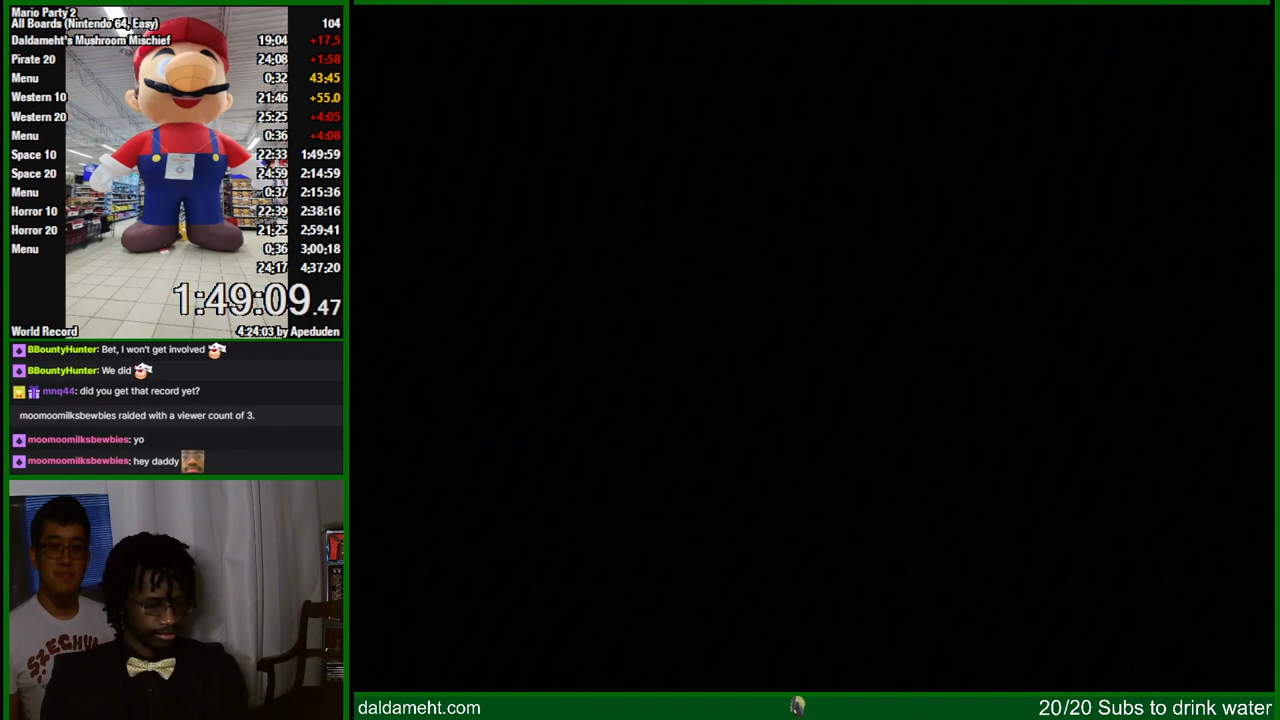 Mario Party 2
All Boards (Nintendo 64, Easy) 104
Daldameht's Mushroom Mischief 19:04 +17.5
Pirate 20 24:08 +1:58
Menu 0:32 43:45
Western 10 21:46 +55.0
Western 20 25:25 +4:05
Menu 0:36 +4:08
Space 10 22:33 1:49:59
Space 20 24:59 2:14:59
Menu 0:37 2:15:36
Horror 10 22:39 2:38:16
Horror 20 21:25 2:59:41
Menu 0:36 3:00:18
24:17 4:37:20
1:49:09.47
World Record 4:24:03 by Apeduden
BBountyHunter: Bet, I won't get involved
BBountyHunter: We did
mnq44: did you get that record yet?
moomoomilksbewbies raided with a viewer count of 3.
moomoomilksbewbies: yo
moomoomilksbewbies: hey daddy
daldameht.com
20/20 Subs to drink water